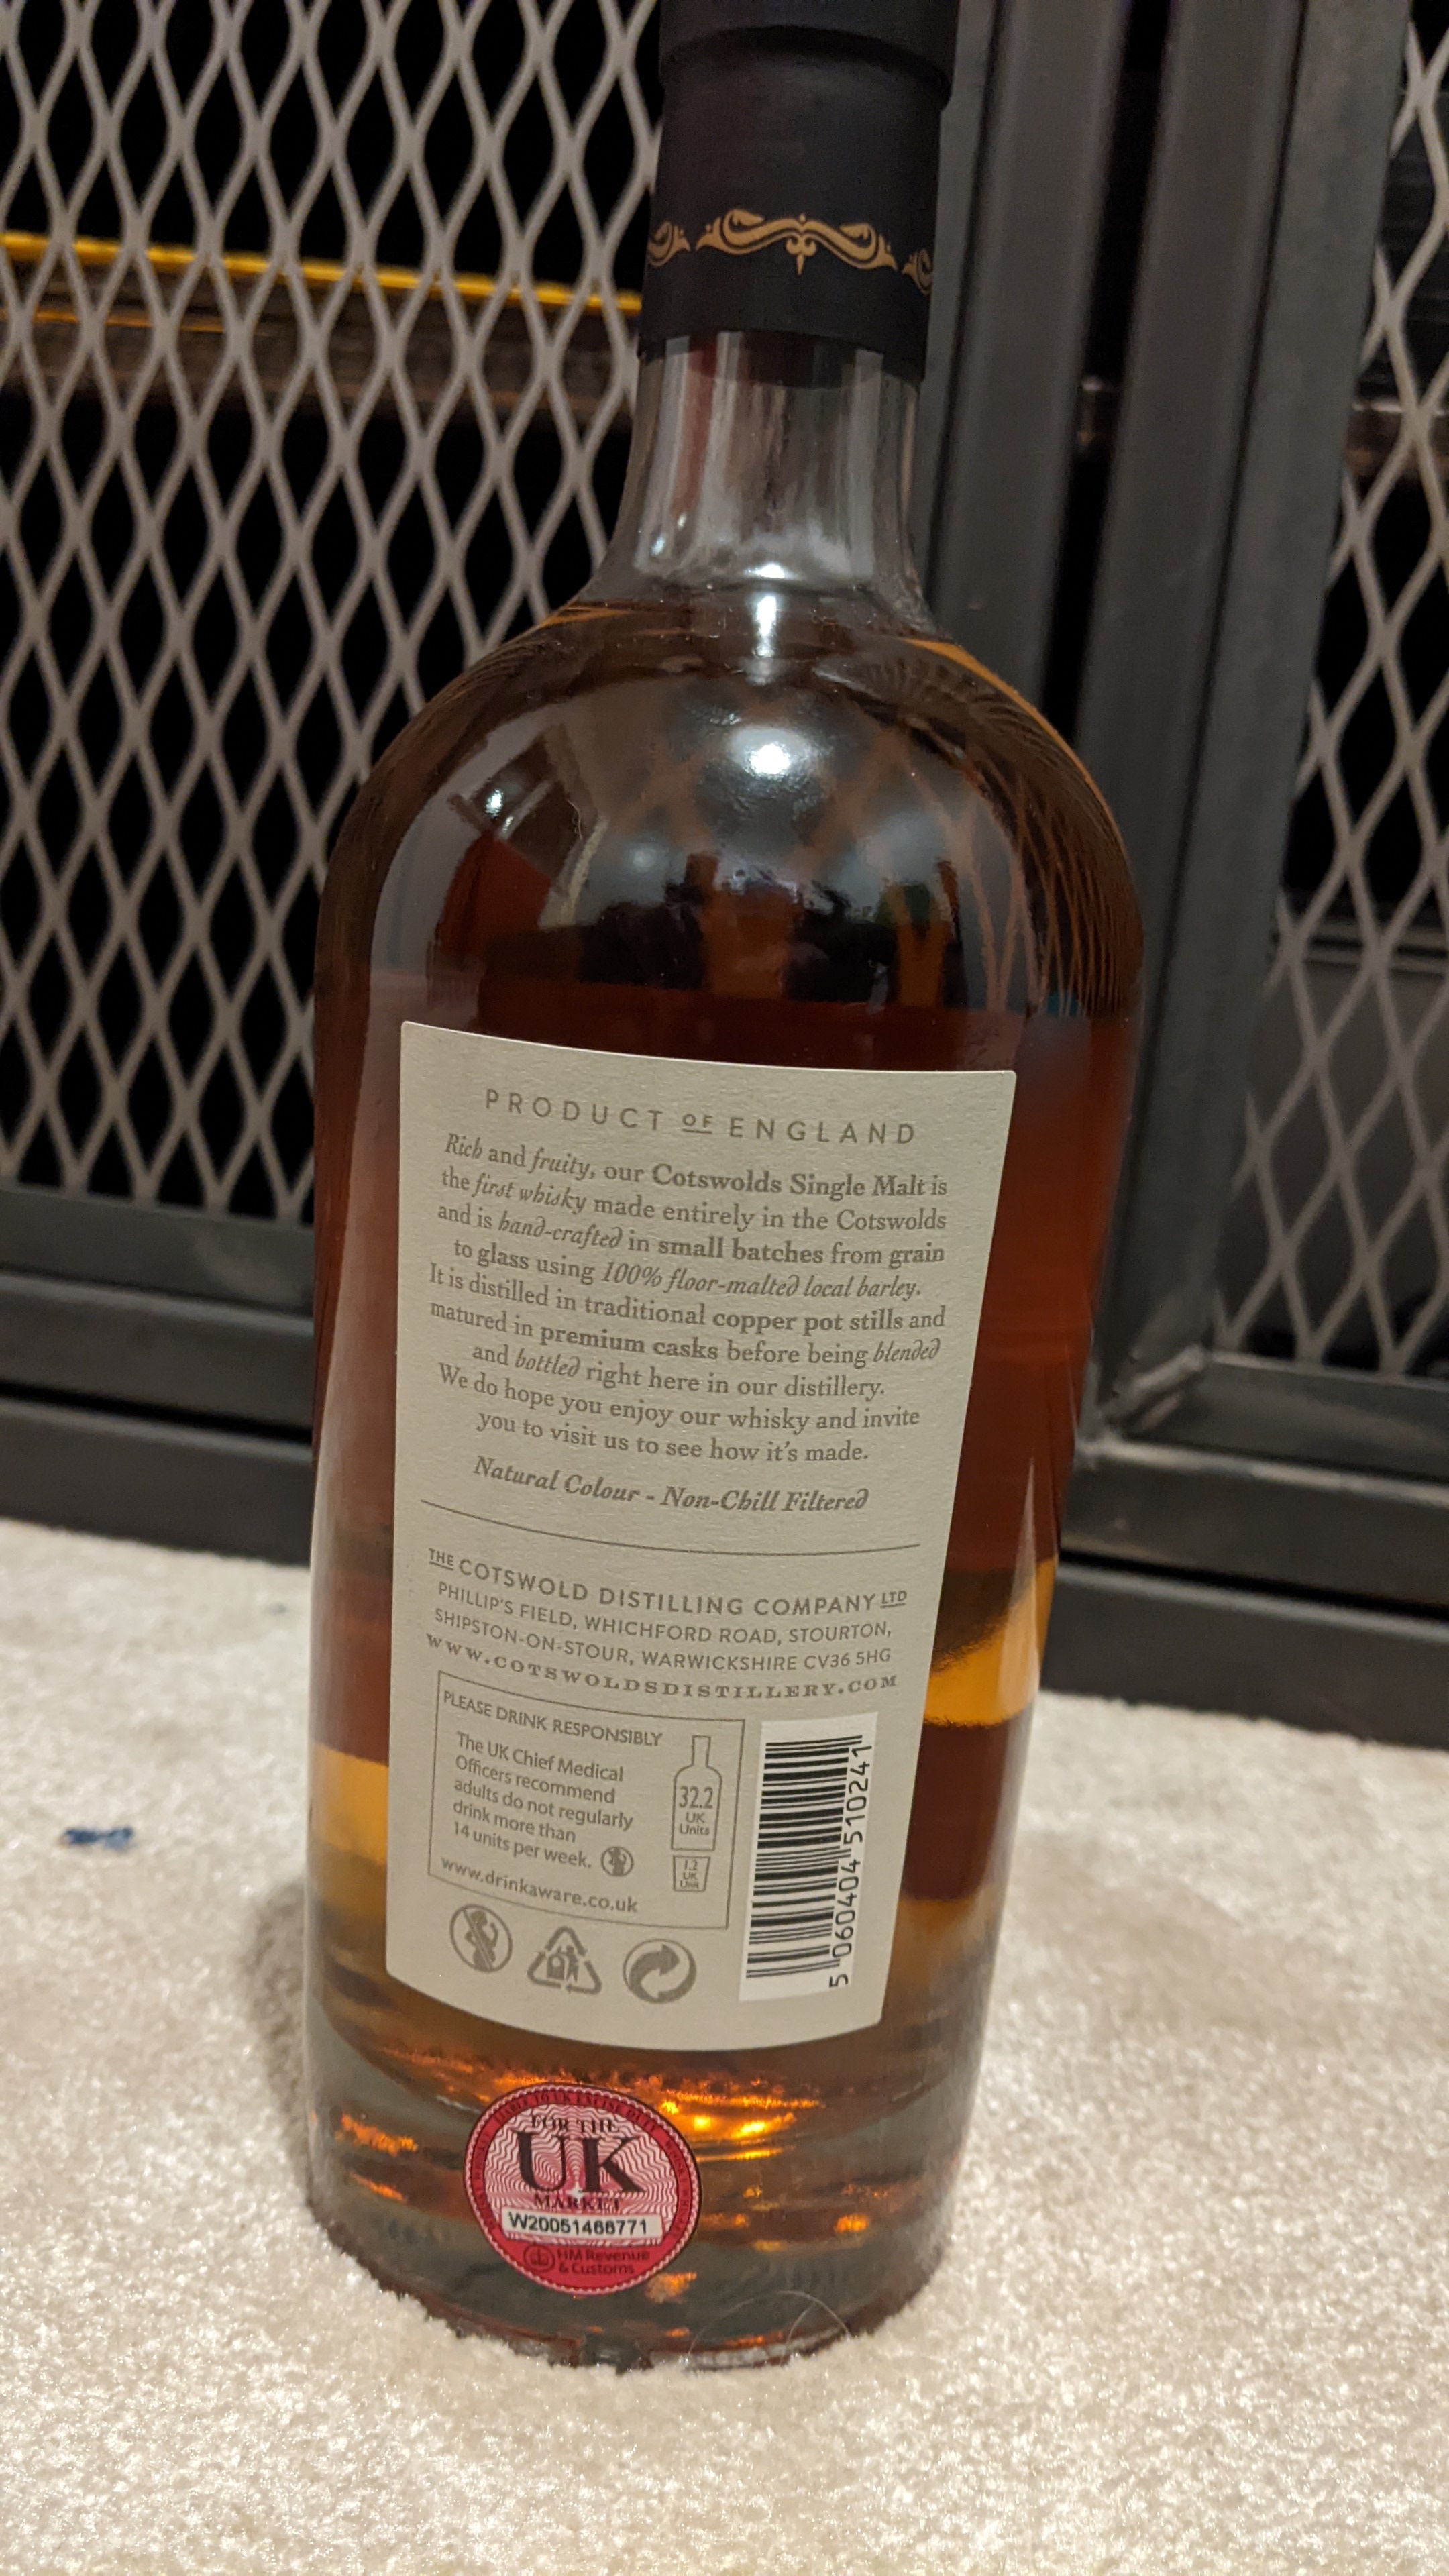 PRODUCT OF ENGLAND
Rich and fruity, our Cotswolds Single Malt is
the first whisky made entirely in the Cotswolds
and is hand-crafted in small batches from grain
to glass using 100% floor-malted local barley.
It is distilled in traditional copper pot stills and
matured in premium casks before being blended
and bottled right here in our distillery.
We do hope you enjoy our whisky and invite
you to visit us to see how it's made.
Natural Colour - Non-Chill Filtered
THE COTSWOLD DISTILLING COMPANY LTD
PHILLIP'S FIELD, WHICHFORD ROAD, STOURTON,
SHIPSTON-ON-STOUR, WARWICKSHIRE CV36 5HG
WWW.COTSWOLDSDISTILLERY.COM
PLEASE DRINK RESPONSIBLY
The UK Chief Medical
Officers recommend
adults do not regularly
drink more than
14 units per week.
www.drinkaware.co.uk
32.2
UK
Units
1.2
UK
Unit
5 060404 510241
LIABLE TO UK EXCISE DUTY
FOR THE
UK
MARKET
W20051466771
HM Revenue
& Customs